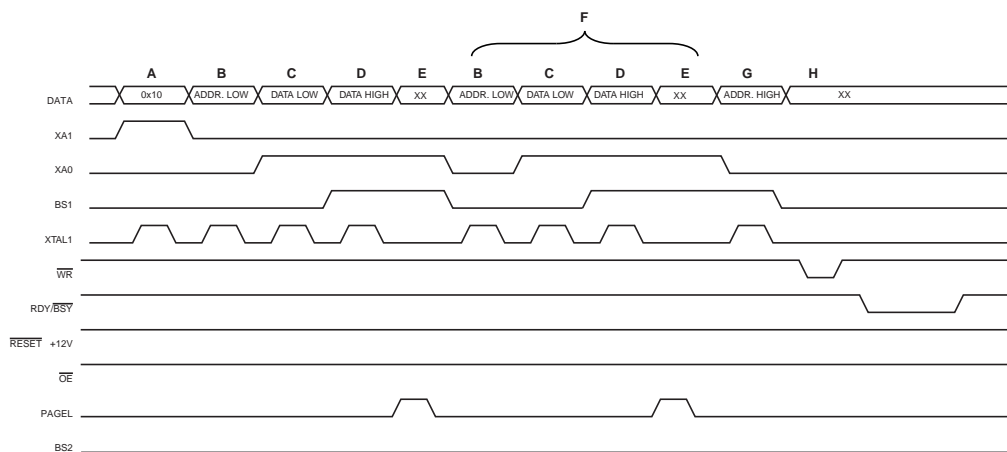 F
A B C D E B C D E G H
DATA 0x10 ADDR. LOW DATA LOW DATA HIGH XX ADDR. LOW DATA LOW DATA HIGH XX ADDR. HIGH XX
XA1
XA0
BS1
XTAL1
WR
RDY/BSY
RESET +12V
OE
PAGEL
BS2